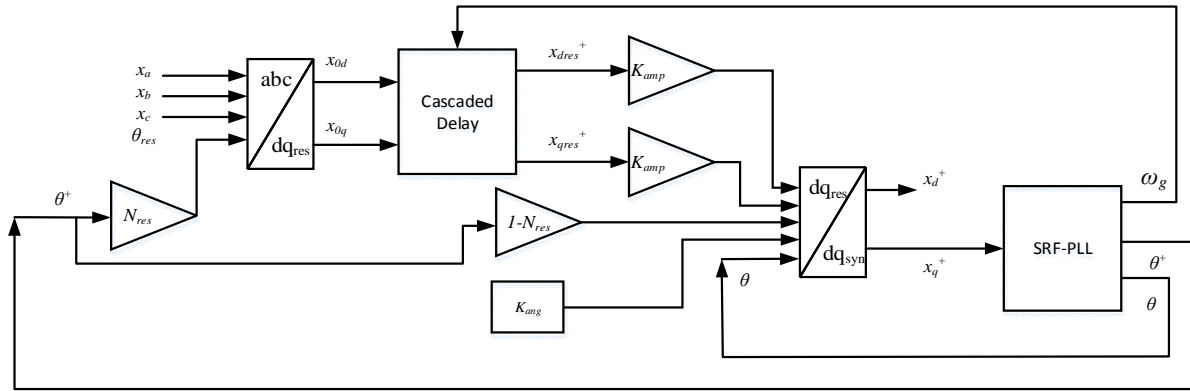 x_a
x_b
x_c
θ_res
abc
dq_res
x_0d
x_0q
Cascaded
Delay
x_dres^+
x_qres^+
K_amp
K_amp
θ^+
N_res
1-N_res
K_ang
θ
dq_res
dq_syn
x_d^+
x_q^+
SRF-PLL
ω_g
θ^+
θ